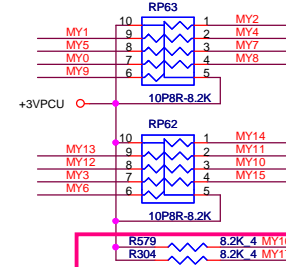 RP63
10 1 MY2
MY1 9 2 MY4
MY5 8 3 MY7
MY0 7 4 MY8
MY9 6 5
+3VPCU
10P8R-8.2K
RP62
10 1 MY14
MY13 9 2 MY11
MY12 8 3 MY10
MY3 7 4 MY15
MY6 6 5
10P8R-8.2K
R579 8.2K_4 MY16
R304 8.2K_4 MY17